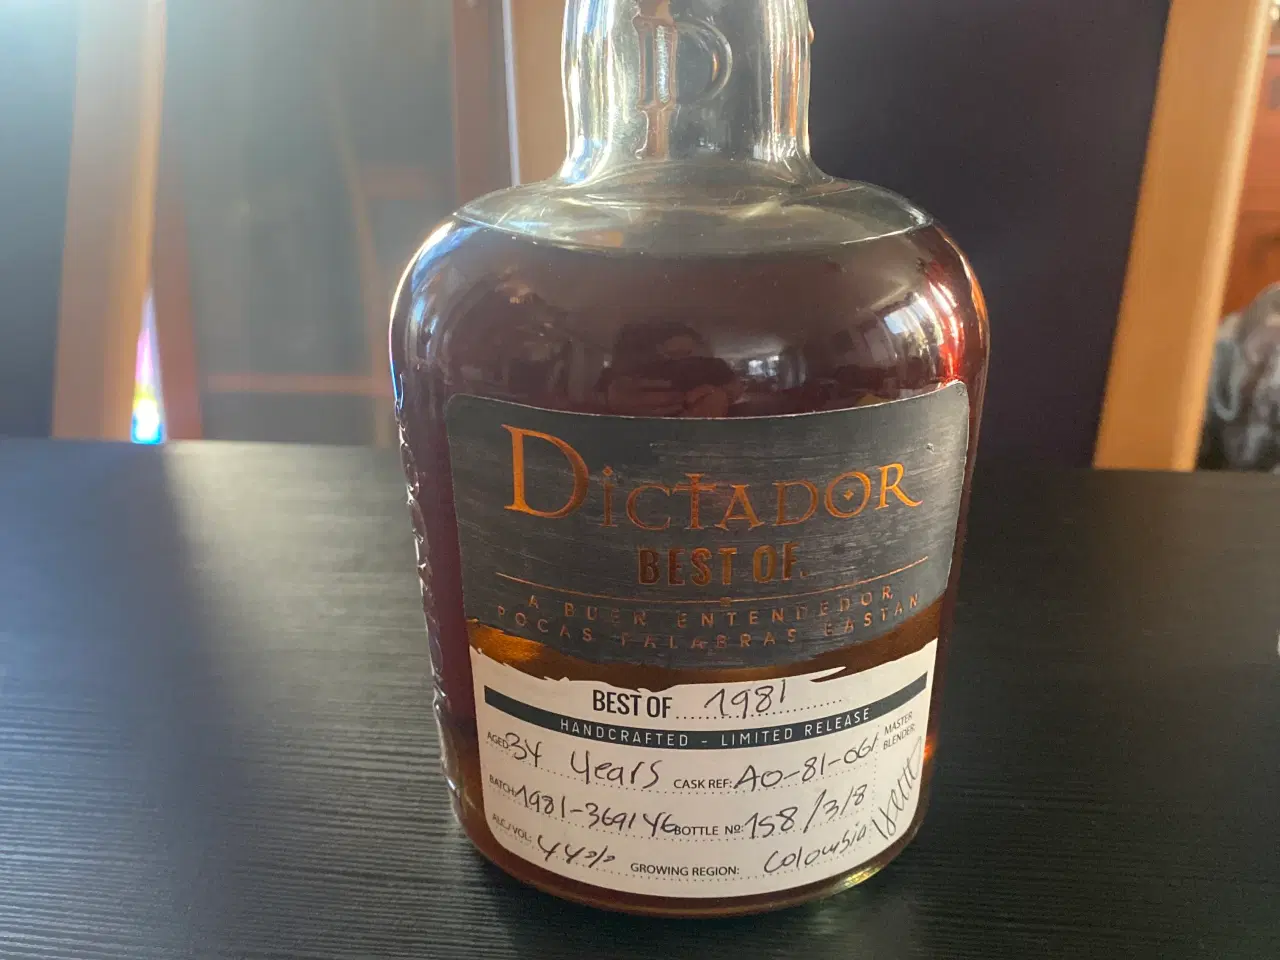 DICTADOR
BEST OF
A BUEN ENTENDEDOR
POCAS PALABRAS BASTAN
BEST OF 1981
HANDCRAFTED - LIMITED RELEASE
AGED 34 years CASK REF: AO-81-061 MASTER BLENDER:
BATCH: 1981-369146 BOTTLE Nº: 158/318
ALC/VOL: 44% GROWING REGION: Colombia